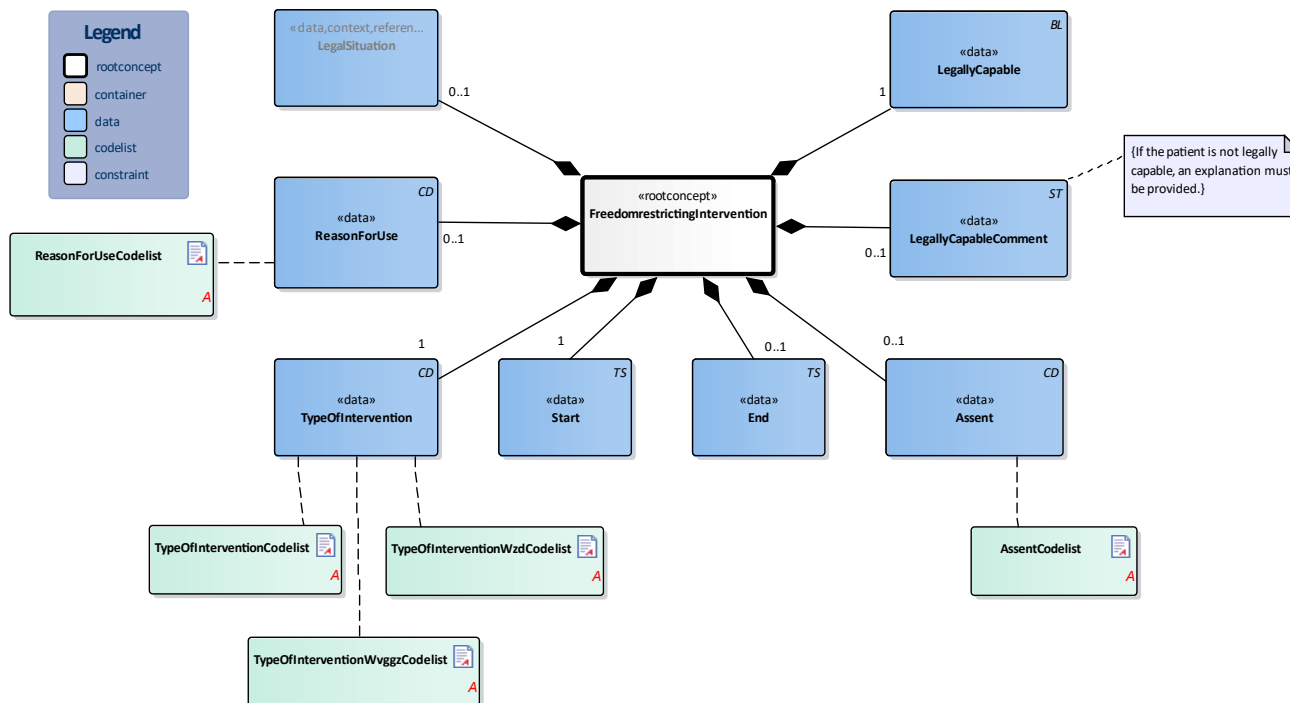 Legend
rootconcept
container
data
codelist
constraint
«data,context,referen...
LegalSituation
0..1
BL
«data»
LegallyCapable
1
{If the patient is not legally
capable, an explanation must
be provided.}
«rootconcept»
FreedomrestrictingIntervention
CD
«data»
ReasonForUse
0..1
ST
«data»
LegallyCapableComment
0..1
ReasonForUseCodelist
A
1
1
0..1
0..1
CD
«data»
TypeOfIntervention
TS
«data»
Start
TS
«data»
End
CD
«data»
Assent
TypeOfInterventionCodelist
A
TypeOfInterventionWzdCodelist
A
AssentCodelist
A
TypeOfInterventionWvggzCodelist
A